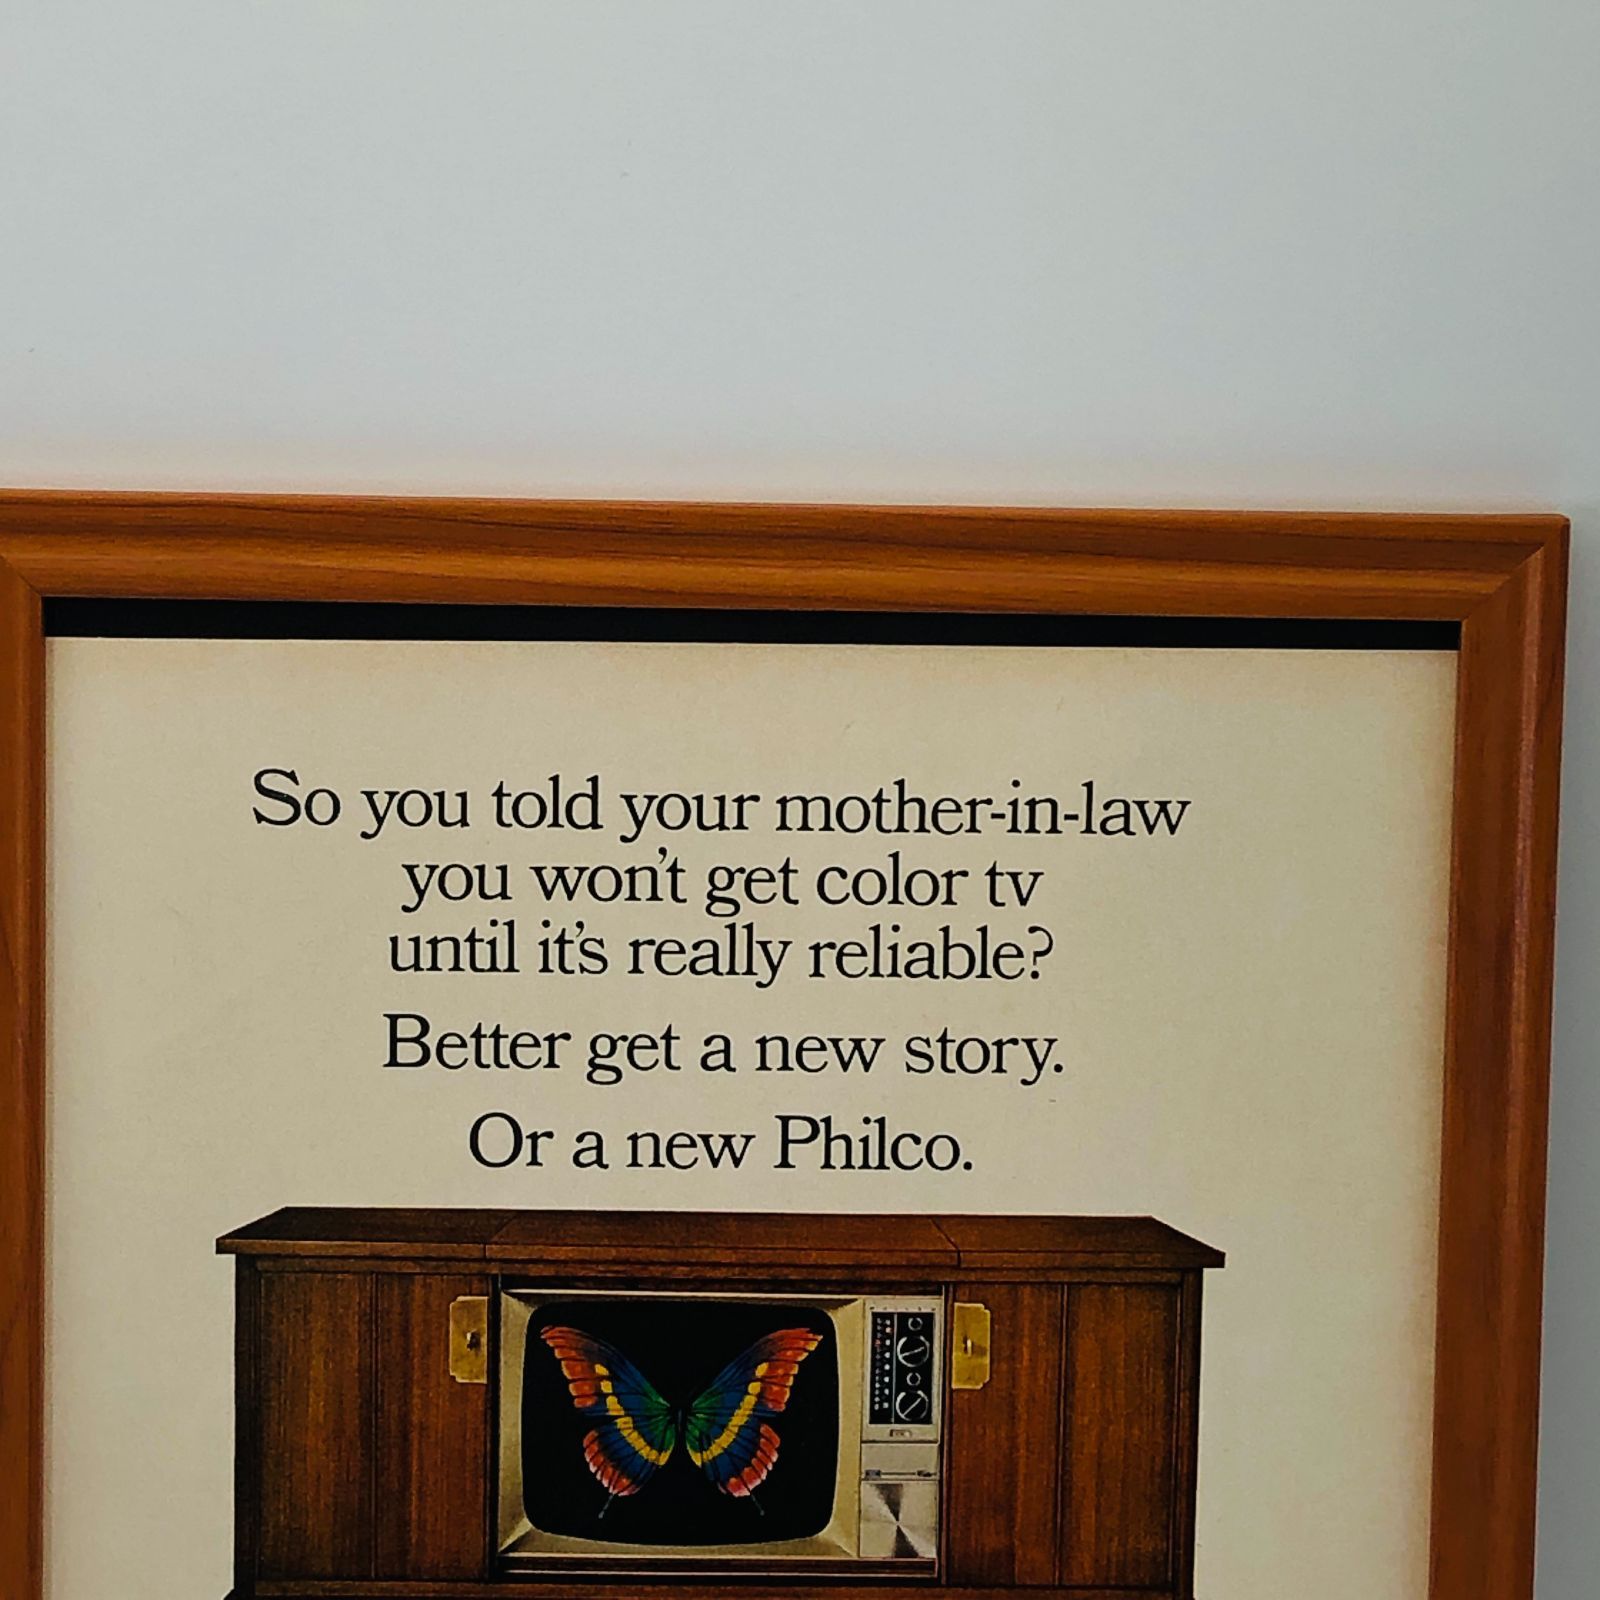 So you told your mother-in-law
you won't get color tv
until it's really reliable?
Better get a new story.
Or a new Philco.